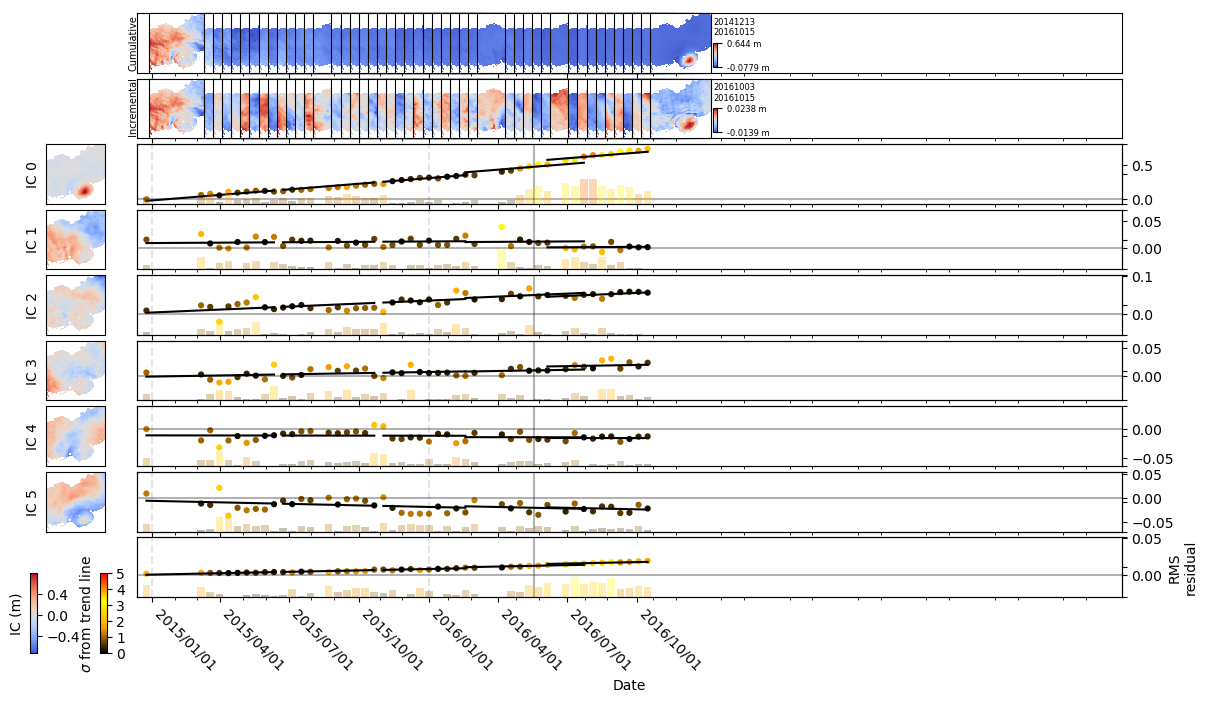 Cumulative
20141213
20161015
0.644 m
-0.0779 m
Incremental
20161003
20161015
0.0238 m
-0.0139 m
IC 0
0.5
0.0
IC 1
0.05
0.00
IC 2
0.1
0.0
IC 3
0.05
0.00
IC 4
0.00
−0.05
IC 5
0.05
0.00
−0.05
0.05
0.00
RMS
residual
IC (m)
0.4
0.0
−0.4
σ from trend line
5
4
3
2
1
0
2015/01/01
2015/04/01
2015/07/01
2015/10/01
2016/01/01
2016/04/01
2016/07/01
2016/10/01
Date